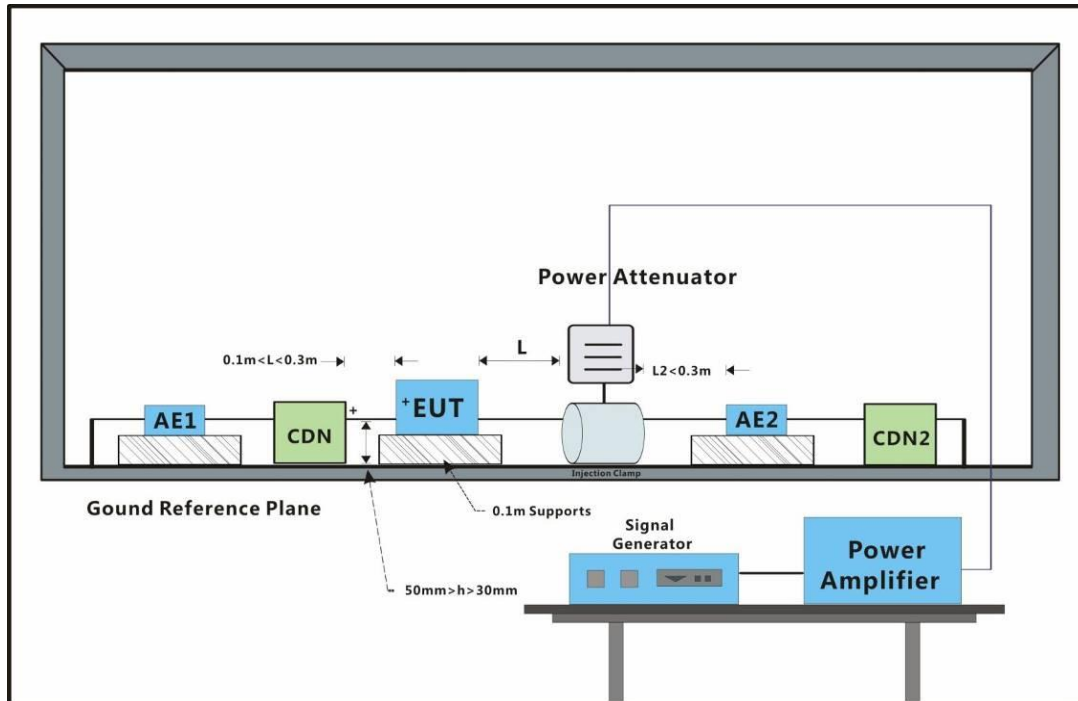 Power Attenuator
0.1m<L<0.3m
L
L2<0.3m
AE1
CDN
+
+EUT
AE2
CDN2
Injection Clamp
Gound Reference Plane
0.1m Supports
50mm>h>30mm
Signal
Generator
Power
Amplifier